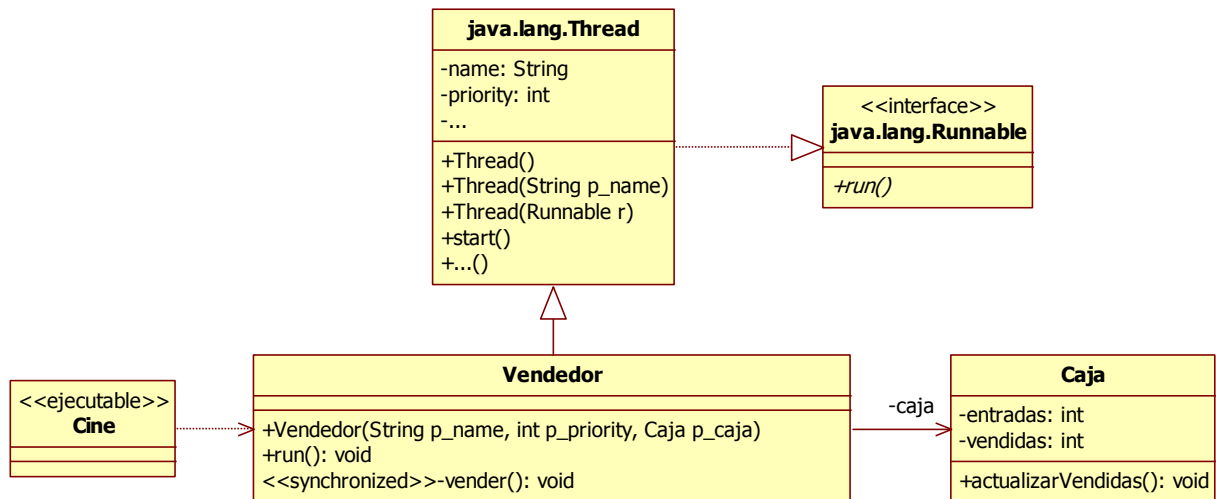 java.lang.Thread
-name: String
-priority: int
-...
+Thread()
+Thread(String p_name)
+Thread(Runnable r)
+start()
+...()
<<interface>>
java.lang.Runnable
+run()
<<ejecutable>>
Cine
Vendedor
+Vendedor(String p_name, int p_priority, Caja p_caja)
+run(): void
<<synchronized>>-vender(): void
-caja
Caja
-entradas: int
-vendidas: int
+actualizarVendidas(): void